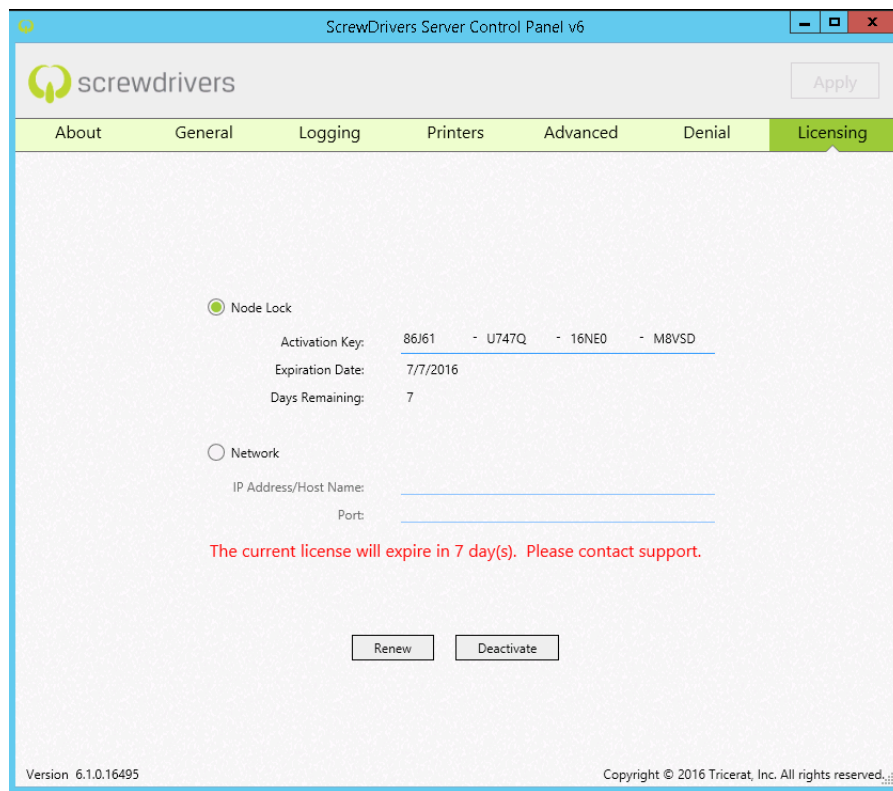 ScrewDrivers Server Control Panel v6
screwdrivers
Apply
About General Logging Printers Advanced Denial Licensing
Node Lock
Activation Key: 86J61 - U747Q - 16NE0 - M8VSD
Expiration Date: 7/7/2016
Days Remaining: 7
Network
IP Address/Host Name:
Port:
The current license will expire in 7 day(s). Please contact support.
Renew Deactivate
Version 6.1.0.16495 Copyright © 2016 Tricerat, Inc. All rights reserved.